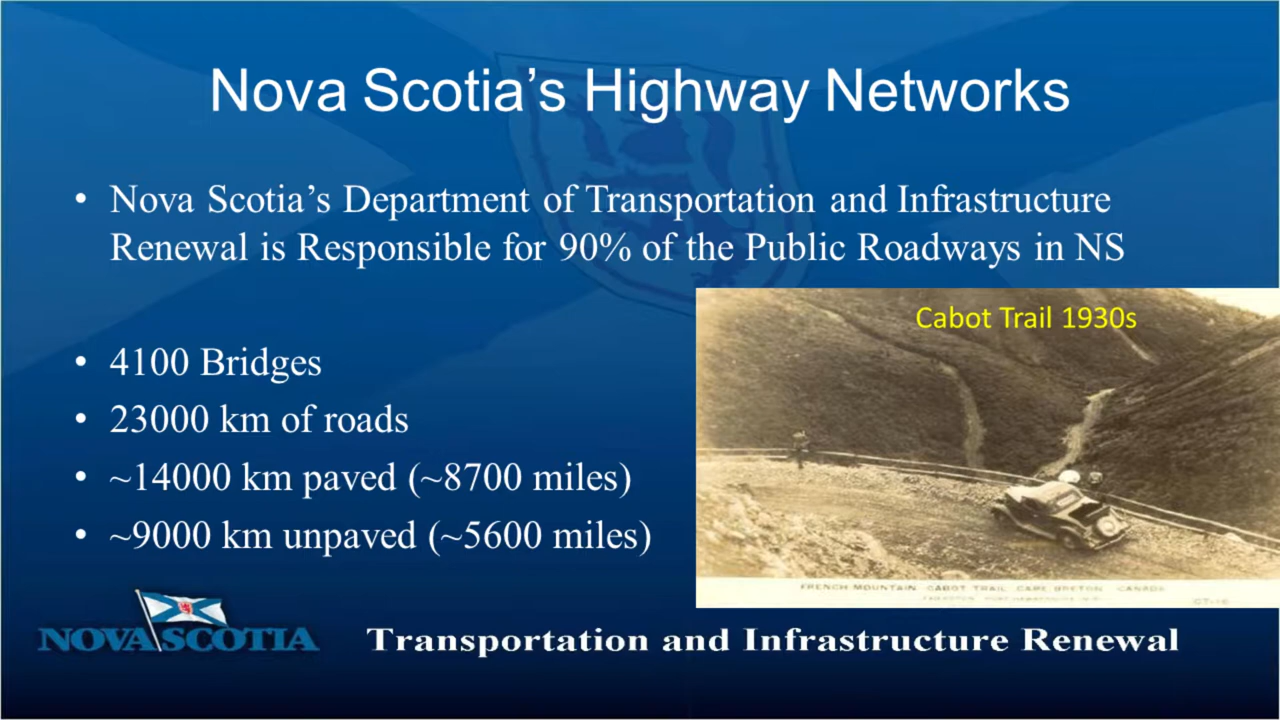 Nova Scotia’s Highway Networks
• Nova Scotia’s Department of Transportation and Infrastructure
Renewal is Responsible for 90% of the Public Roadways in NS
Cabot Trail 1930s
• 4100 Bridges
• 23000 km of roads
• ~14000 km paved (~8700 miles)
• ~9000 km unpaved (~5600 miles)
FRENCH MOUNTAIN CABOT TRAIL CAPE BRETON CANADA
NOVA SCOTIA
Transportation and Infrastructure Renewal